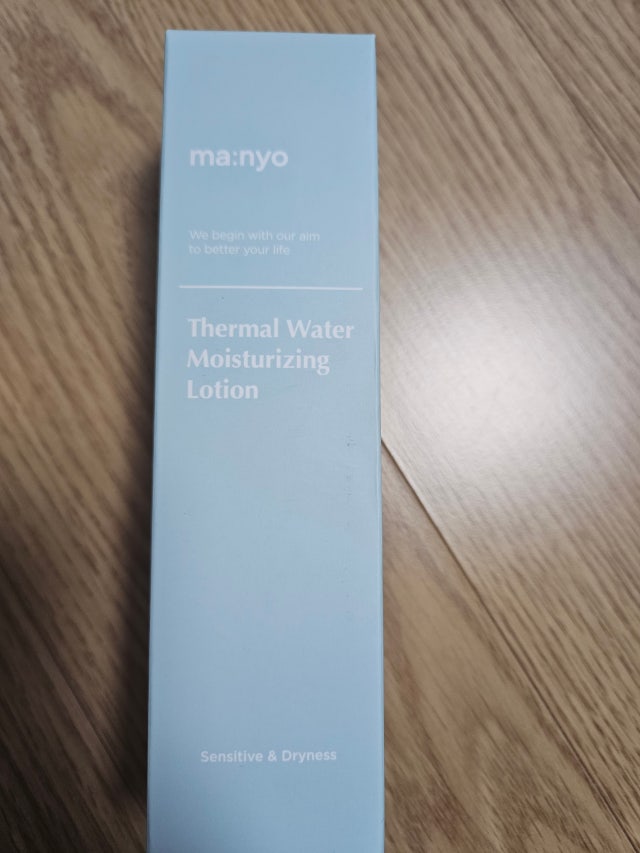 ma:nyo
We begin with our aim
to better your life
Thermal Water
Moisturizing
Lotion
Sensitive & Dryness